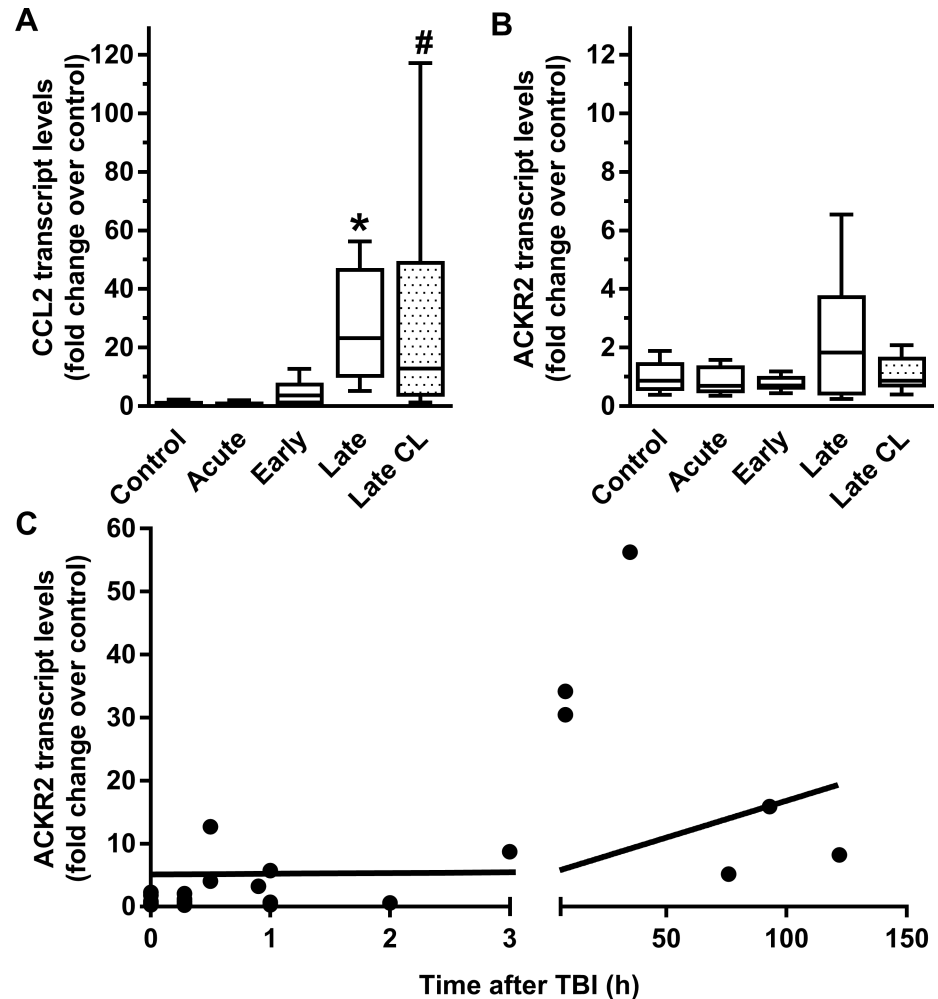 A
CCL2 transcript levels
(fold change over control)
120
100
80
60
40
20
0
*
#
Control
Acute
Early
Late
Late CL
B
ACKR2 transcript levels
(fold change over control)
12
10
8
6
4
2
0
Control
Acute
Early
Late
Late CL
C
ACKR2 transcript levels
(fold change over control)
60
50
40
30
20
10
0
0 1 2 3 50 100 150
Time after TBI (h)